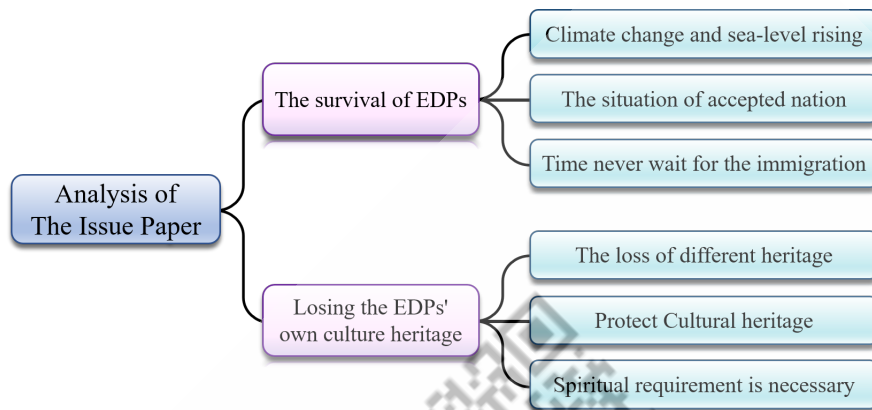 Climate change and sea-level rising
The survival of EDPs
The situation of accepted nation
Time never wait for the immigration
Analysis of
The Issue Paper
The loss of different heritage
Losing the EDPs'
own culture heritage
Protect Cultural heritage
Spiritual requirement is necessary